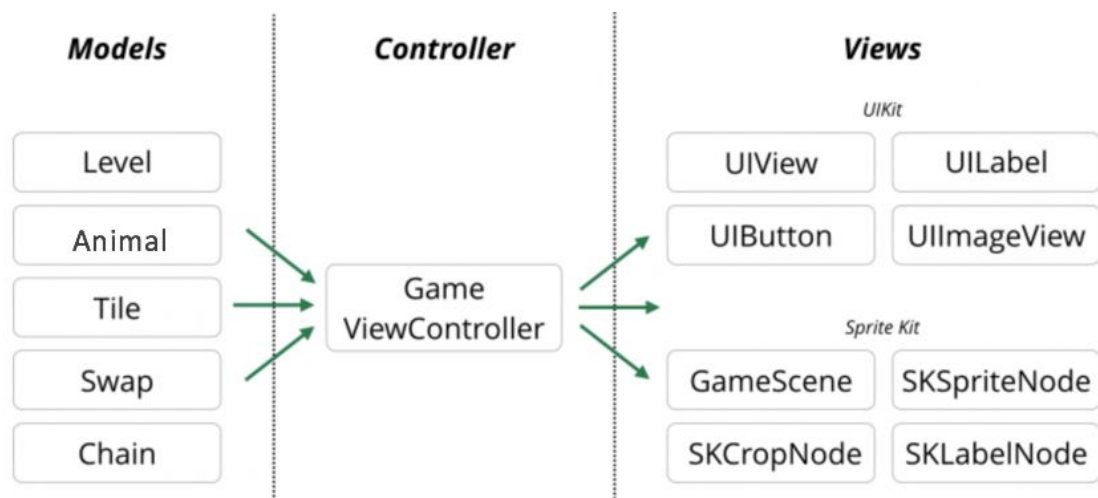 Models
Controller
Views
UIKit
Level
UIView
UILabel
Animal
UIButton
UIImageView
Tile
Game
ViewController
Sprite Kit
Swap
GameScene
SKSpriteNode
Chain
SKCropNode
SKLabelNode